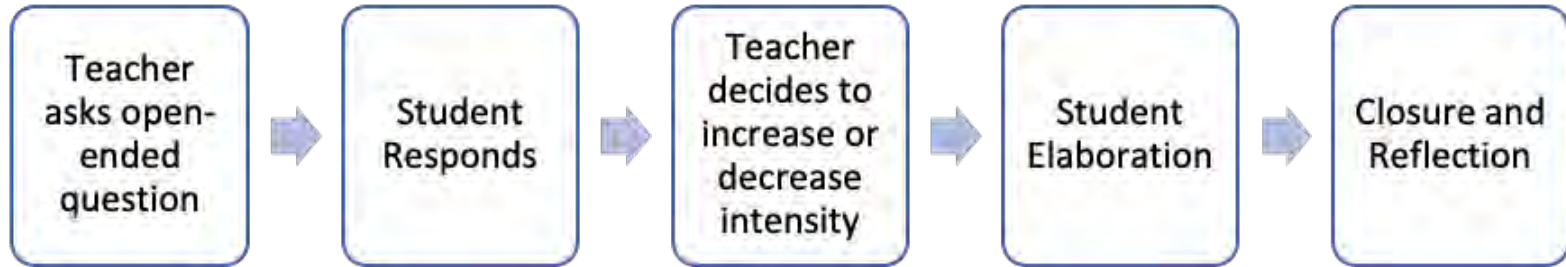 Teacher
asks open-
ended
question
Student
Responds
Teacher
decides to
increase or
decrease
intensity
Student
Elaboration
Closure and
Reflection